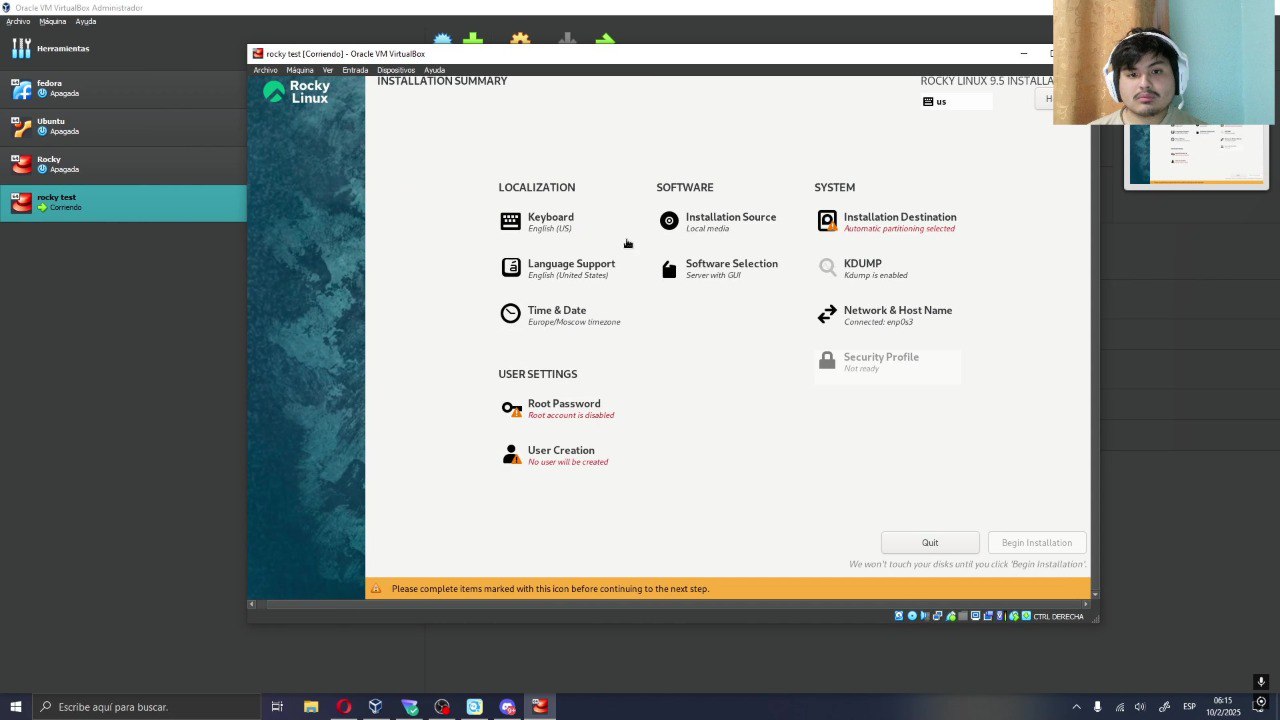 Oracle VM VirtualBox Administrador
Archivo Máquina Ayuda
Herramientas
fedora
Apagada
Ubuntu
Apagada
Rocky
Apagada
rocky test
Corriendo
rocky test [Corriendo] - Oracle VM VirtualBox
Archivo Máquina Ver Entrada Dispositivos Ayuda
Rocky
Linux
INSTALLATION SUMMARY
ROCKY LINUX 9.5 INSTALLA
us
H
LOCALIZATION
Keyboard
English (US)
Language Support
English (United States)
Time & Date
Europe/Moscow timezone
SOFTWARE
Installation Source
Local media
Software Selection
Server with GUI
SYSTEM
Installation Destination
Automatic partitioning selected
KDUMP
Kdump is enabled
Network & Host Name
Connected: enp0s3
Security Profile
Not ready
USER SETTINGS
Root Password
Root account is disabled
User Creation
No user will be created
Quit
Begin Installation
We won't touch your disks until you click 'Begin Installation'.
Please complete items marked with this icon before continuing to the next step.
CTRL DERECHA
Escribe aquí para buscar.
ESP
06:15
10/2/2025